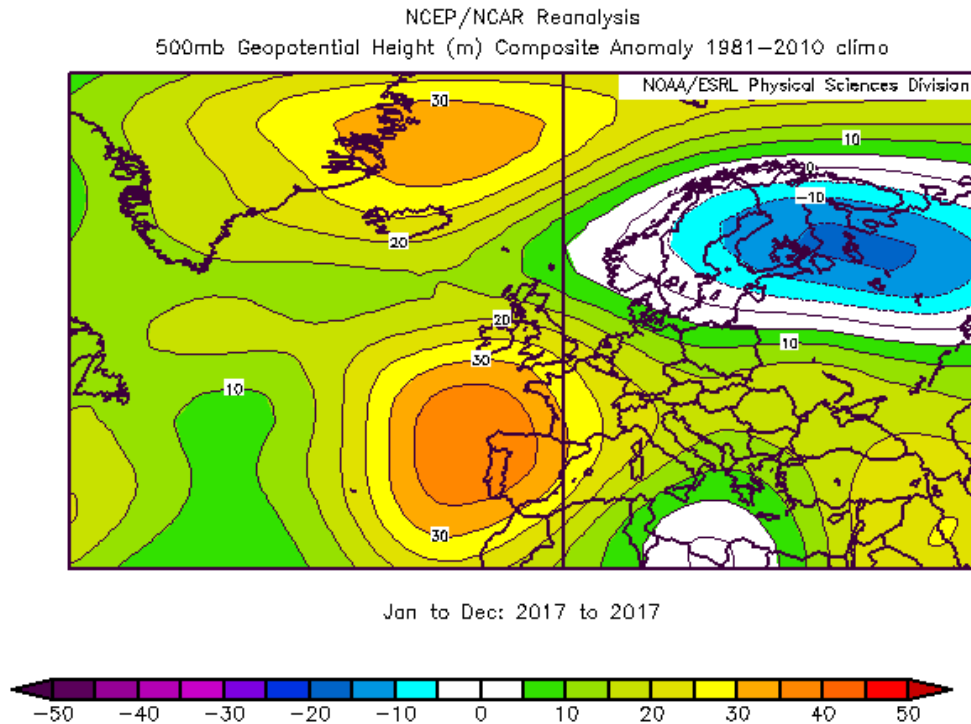 NCEP/NCAR Reanalysis
500mb Geopotential Height (m) Composite Anomaly 1981-2010 climo
NOAA/ESRL Physical Sciences Division
30
10
-10
20
20
10
30
10
30
Jan to Dec: 2017 to 2017
-50 -40 -30 -20 -10 0 10 20 30 40 50